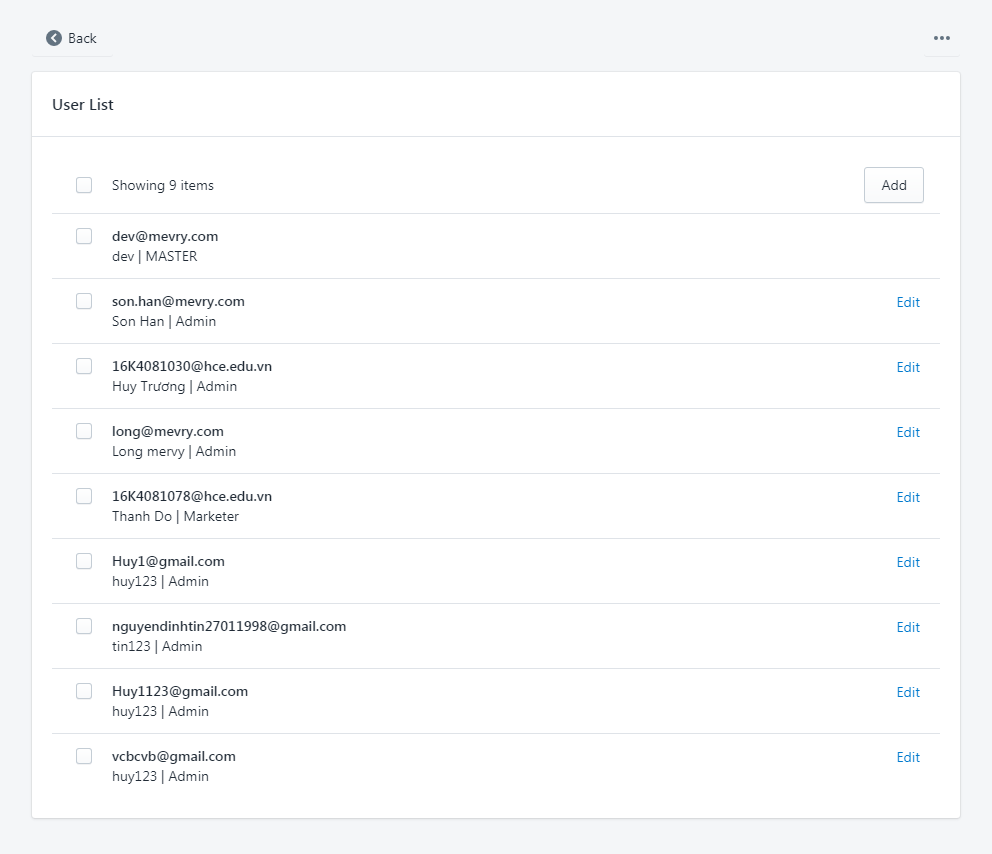 Back
User List
Showing 9 items
Add
dev@mevry.com
dev | MASTER
son.han@mevry.com
Edit
Son Han | Admin
16K4081030@hce.edu.vn
Edit
Huy Trương | Admin
long@mevry.com
Edit
Long mervy | Admin
16K4081078@hce.edu.vn
Edit
Thanh Do | Marketer
Huy1@gmail.com
Edit
huy123 | Admin
nguyendinhtin27011998@gmail.com
Edit
tin123 | Admin
Huy1123@gmail.com
Edit
huy123 | Admin
vcbcvb@gmail.com
Edit
huy123 | Admin